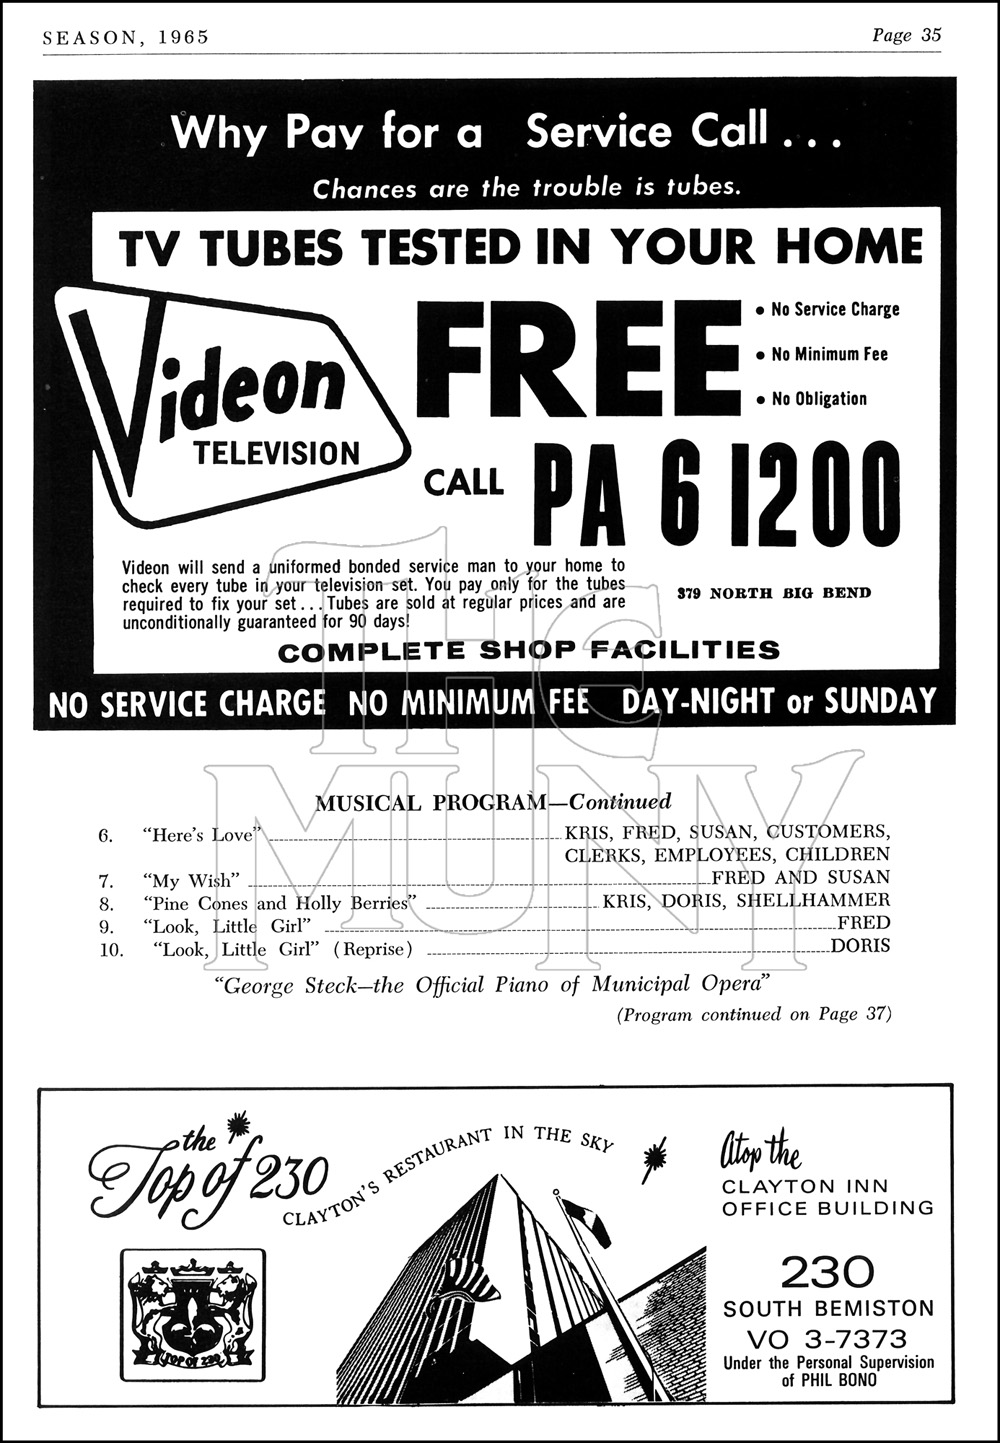 SEASON, 1965 Page 35
Why Pay for a Service Call . . .
Chances are the trouble is tubes.
TV TUBES TESTED IN YOUR HOME
Videon
TELEVISION
FREE
• No Service Charge
• No Minimum Fee
• No Obligation
CALL PA 6 1200
Videon will send a uniformed bonded service man to your home to
check every tube in your television set. You pay only for the tubes
required to fix your set . . . Tubes are sold at regular prices and are
unconditionally guaranteed for 90 days!
379 NORTH BIG BEND
COMPLETE SHOP FACILITIES
NO SERVICE CHARGE NO MINIMUM FEE DAY-NIGHT or SUNDAY
THE
MUNY
MUSICAL PROGRAM—Continued
6. “Here's Love” KRIS, FRED, SUSAN, CUSTOMERS,
CLERKS, EMPLOYEES, CHILDREN
7. “My Wish” FRED AND SUSAN
8. “Pine Cones and Holly Berries” KRIS, DORIS, SHELLHAMMER
9. “Look, Little Girl” FRED
10. “Look, Little Girl” (Reprise) DORIS
“George Steck—the Official Piano of Municipal Opera”
(Program continued on Page 37)
the
Top of 230
CLAYTON'S RESTAURANT IN THE SKY
TOP OF 230
Atop the
CLAYTON INN
OFFICE BUILDING
230
SOUTH BEMISTON
VO 3-7373
Under the Personal Supervision
of PHIL BONO